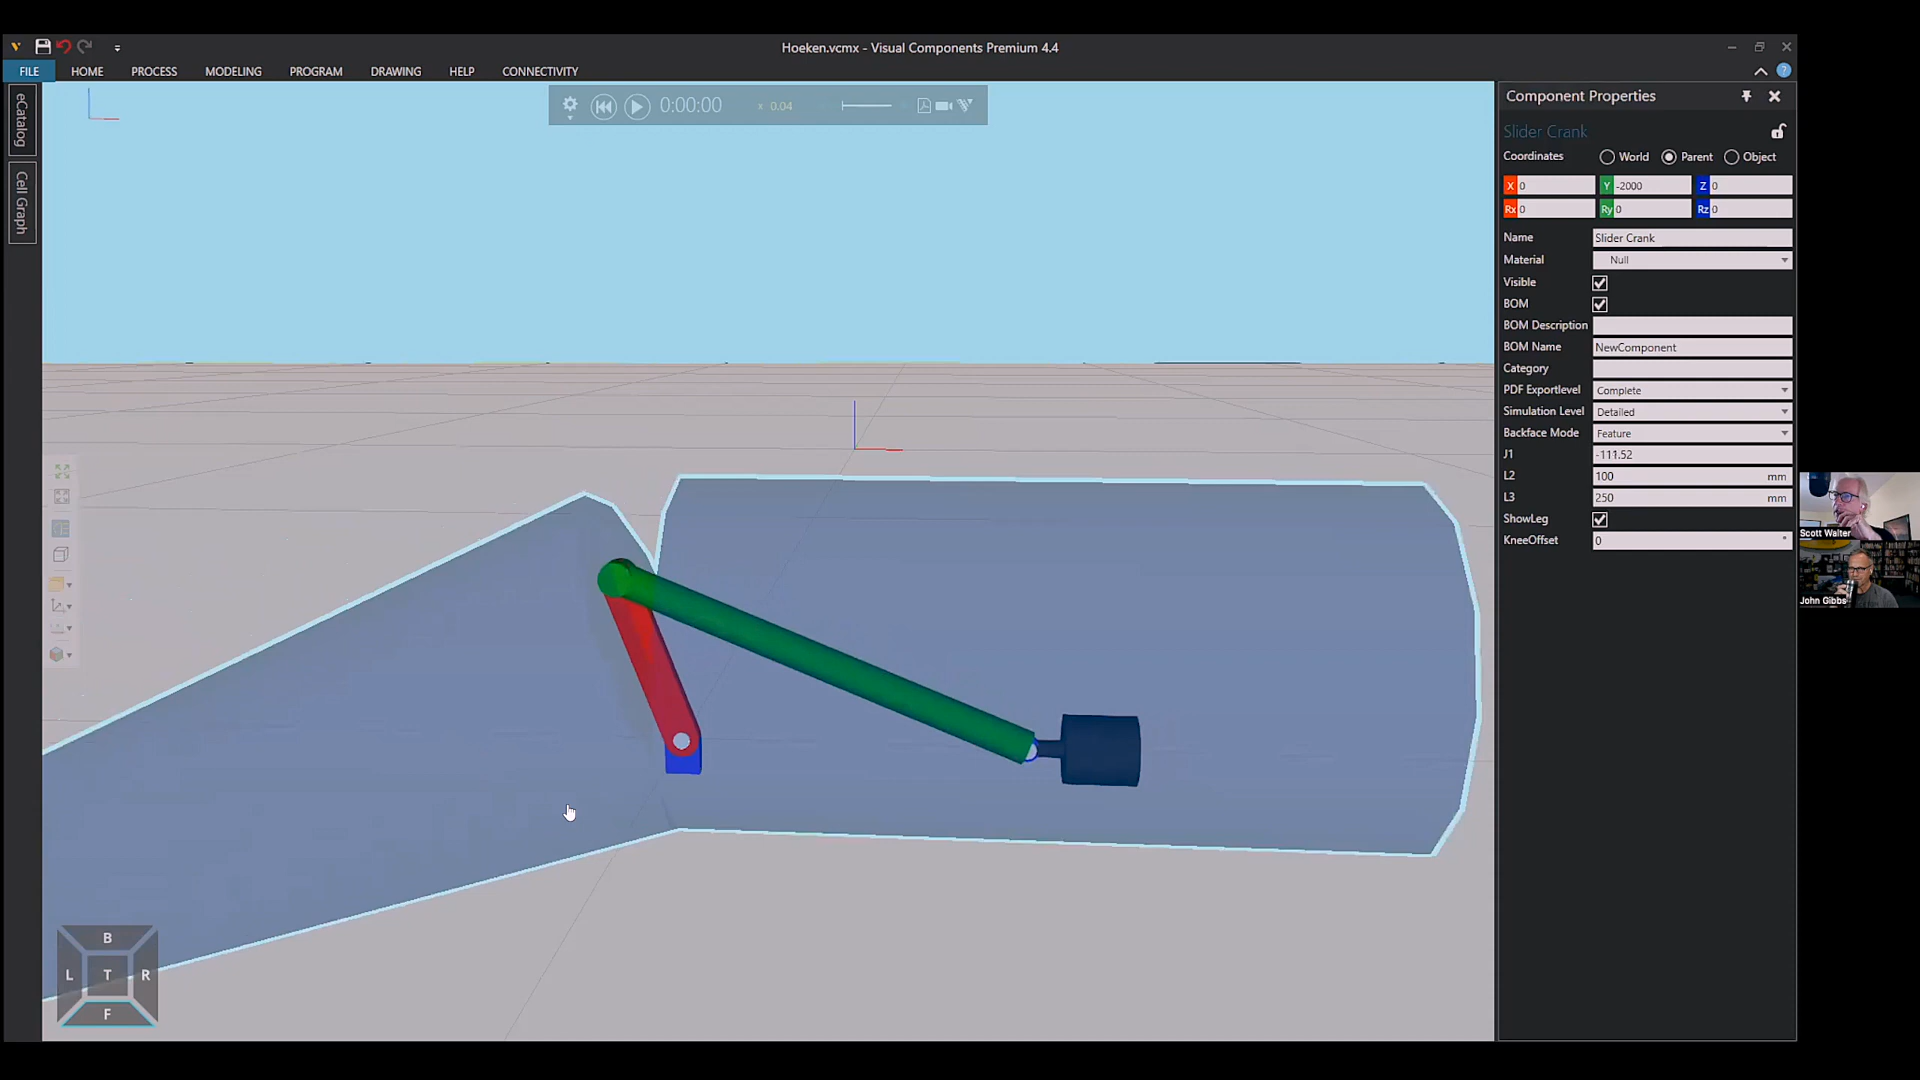 Hoeken.vcmx - Visual Components Premium 4.4
FILE HOME PROCESS MODELING PROGRAM DRAWING HELP CONNECTIVITY
eCatalog
Cell Graph
0:00:00 x 0.04
Component Properties
Slider Crank
Coordinates World Parent Object
X 0 Y -2000 Z 0
Rx 0 Ry 0 Rz 0
Name Slider Crank
Material Null
Visible
BOM
BOM Description
BOM Name NewComponent
Category
PDF Exportlevel Complete
Simulation Level Detailed
Backface Mode Feature
J1 -111.52
L2 100 mm
L3 250 mm
ShowLeg
KneeOffset 0 °
Scott Walter
John Gibbs
B
L T R
F